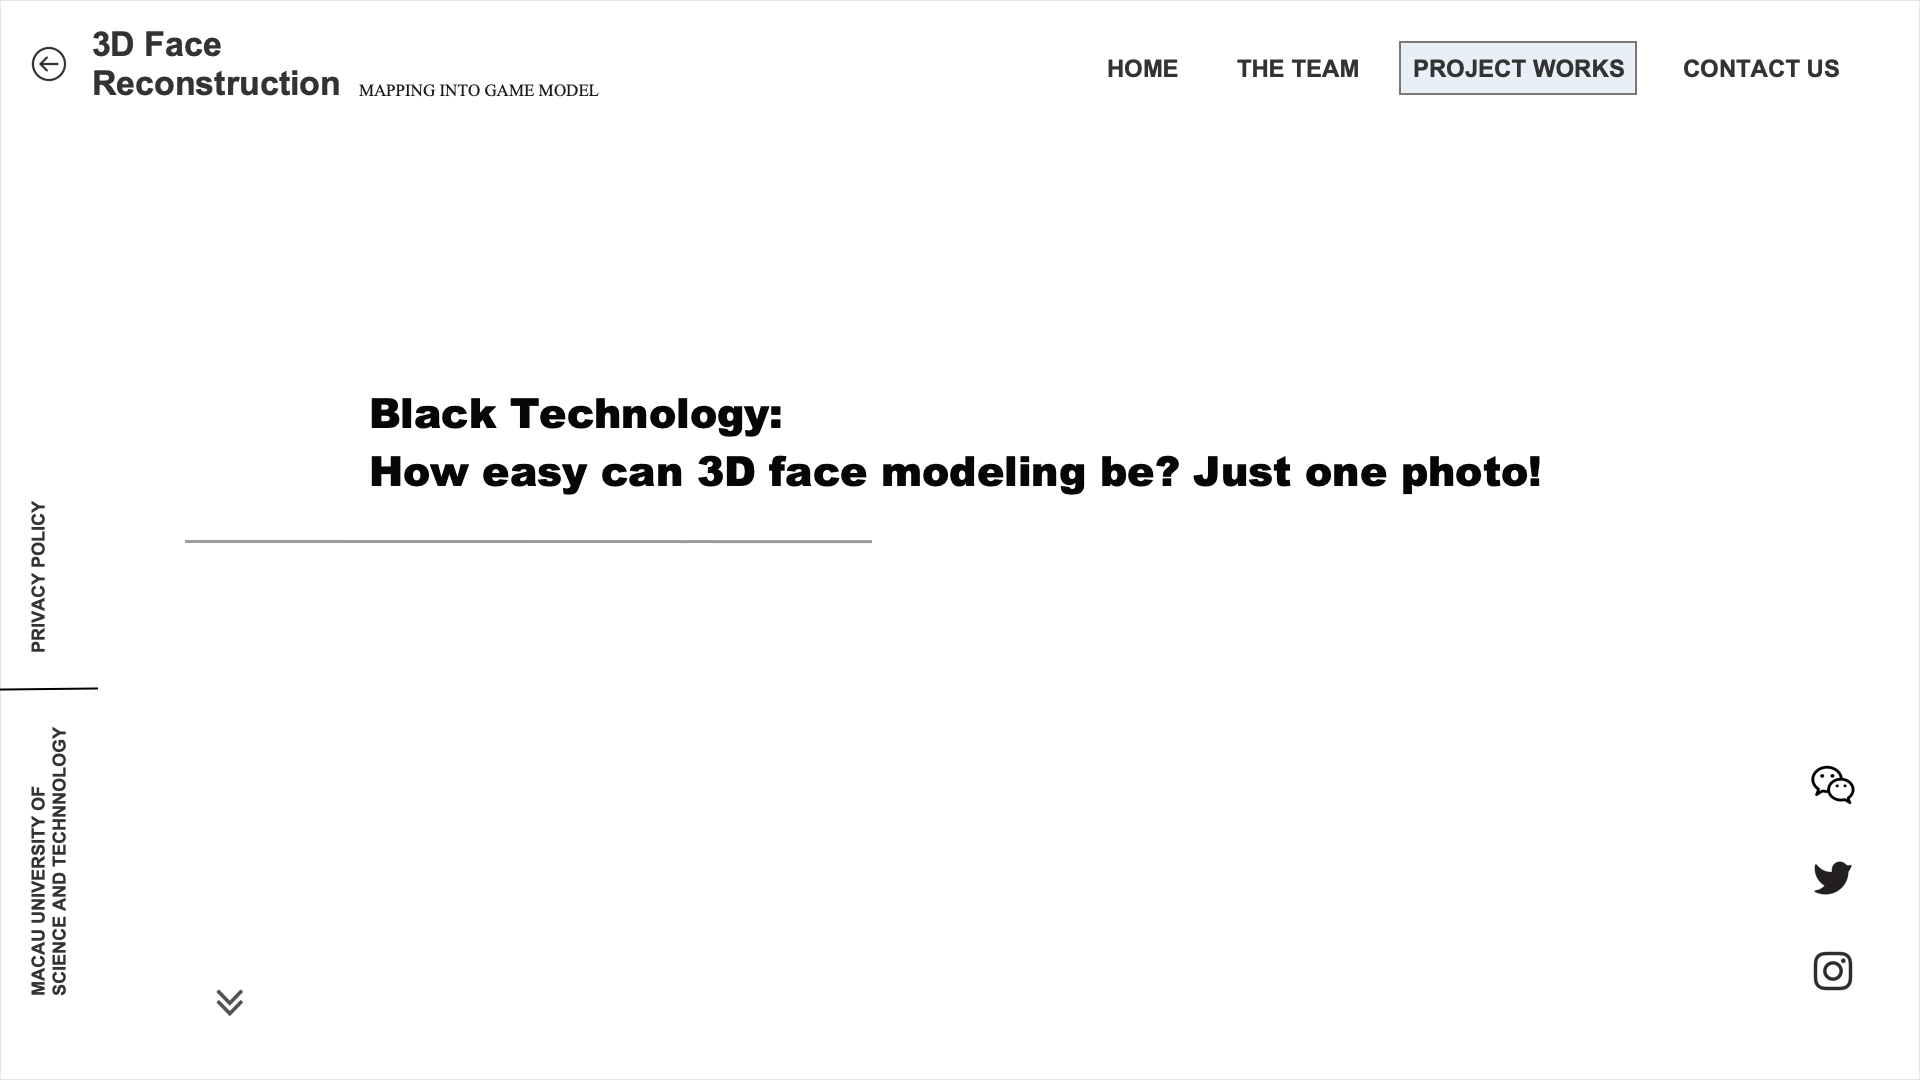 3D Face
Reconstruction
MAPPING INTO GAME MODEL
HOME
THE TEAM
PROJECT WORKS
CONTACT US
Black Technology:
How easy can 3D face modeling be? Just one photo!
PRIVACY POLICY
MACAU UNIVERSITY OF
SCIENCE AND TECHNNOLOGY